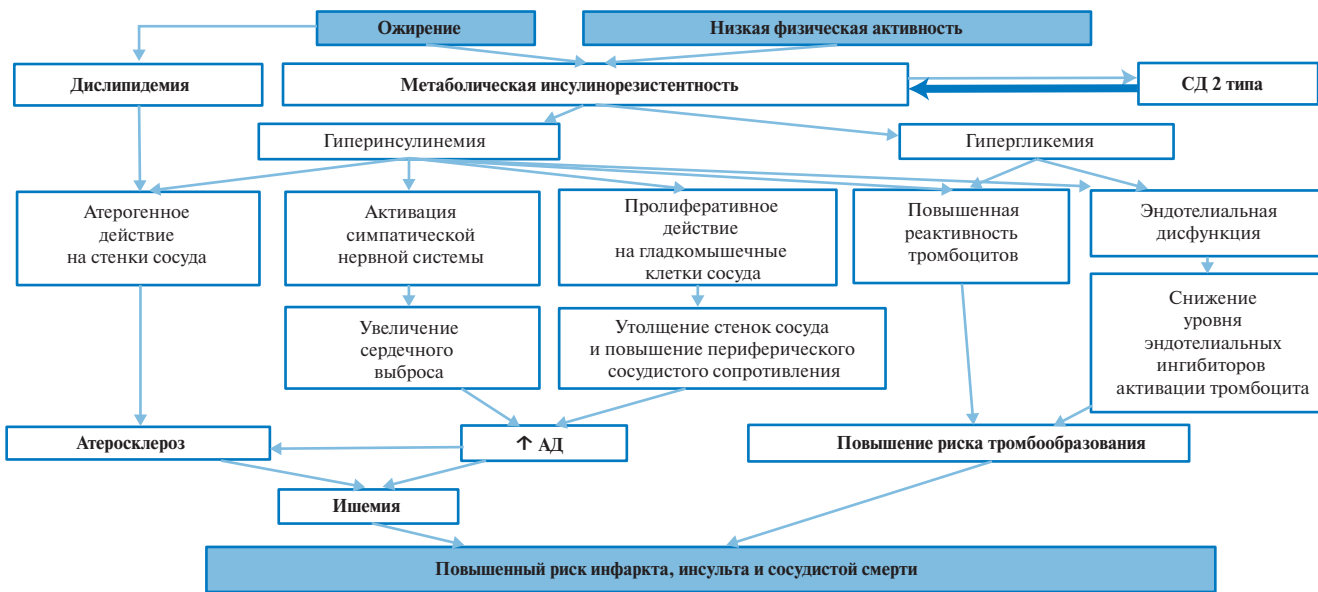 Ожирение
Низкая физическая активность
Дислипидемия
Метаболическая инсулинорезистентность
СД 2 типа
Гиперинсулинемия
Гипергликемия
Атерогенное
действие
на стенки сосуда
Активация
симпатической
нервной системы
Пролиферативное
действие
на гладкомышечные
клетки сосуда
Повышенная
реактивность
тромбоцитов
Эндотелиальная
дисфункция
Увеличение
сердечного
выброса
Утолщение стенок сосуда
и повышение периферического
сосудистого сопротивления
Снижение
уровня
эндотелиальных
ингибиторов
активации тромбоцита
Атеросклероз
↑ АД
Повышение риска тромбообразования
Ишемия
Повышенный риск инфаркта, инсульта и сосудистой смерти